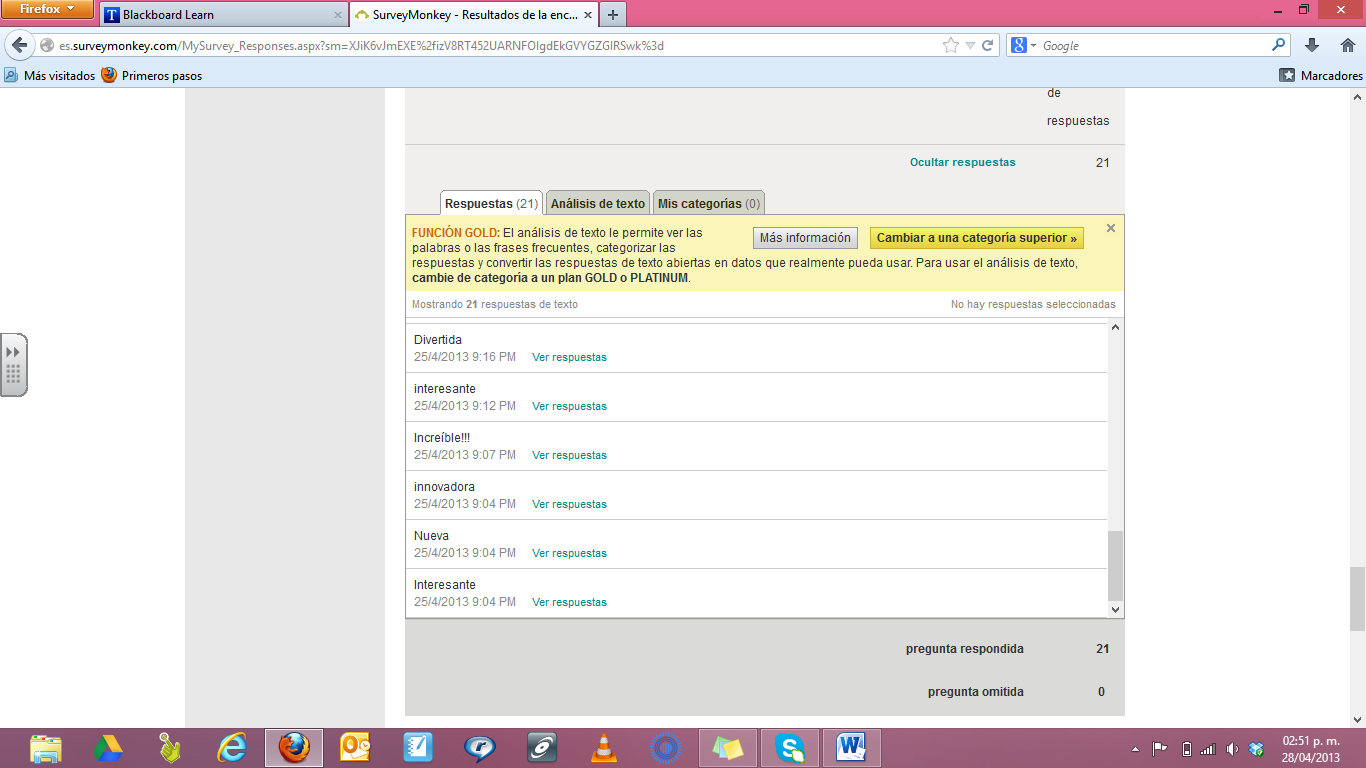 Firefox
Blackboard Learn
SurveyMonkey - Resultados de la enc...
es.surveymonkey.com/MySurvey_Responses.aspx?sm=XJiK6vJmEXE%2fizV8RT452UARNFOIgdEkGVYGZGIRSwk%3d
Google
Más visitados
Primeros pasos
Marcadores
de
respuestas
Ocultar respuestas 21
Respuestas (21) Análisis de texto Mis categorías (0)
FUNCIÓN GOLD: El análisis de texto le permite ver las
palabras o las frases frecuentes, categorizar las
respuestas y convertir las respuestas de texto abiertas en datos que realmente pueda usar. Para usar el análisis de texto,
cambie de categoría a un plan GOLD o PLATINUM.
Más información
Cambiar a una categoría superior »
Mostrando 21 respuestas de texto
No hay respuestas seleccionadas
Divertida
25/4/2013 9:16 PM Ver respuestas
interesante
25/4/2013 9:12 PM Ver respuestas
Increíble!!!
25/4/2013 9:07 PM Ver respuestas
innovadora
25/4/2013 9:04 PM Ver respuestas
Nueva
25/4/2013 9:04 PM Ver respuestas
Interesante
25/4/2013 9:04 PM Ver respuestas
pregunta respondida 21
pregunta omitida 0
02:51 p. m.
28/04/2013